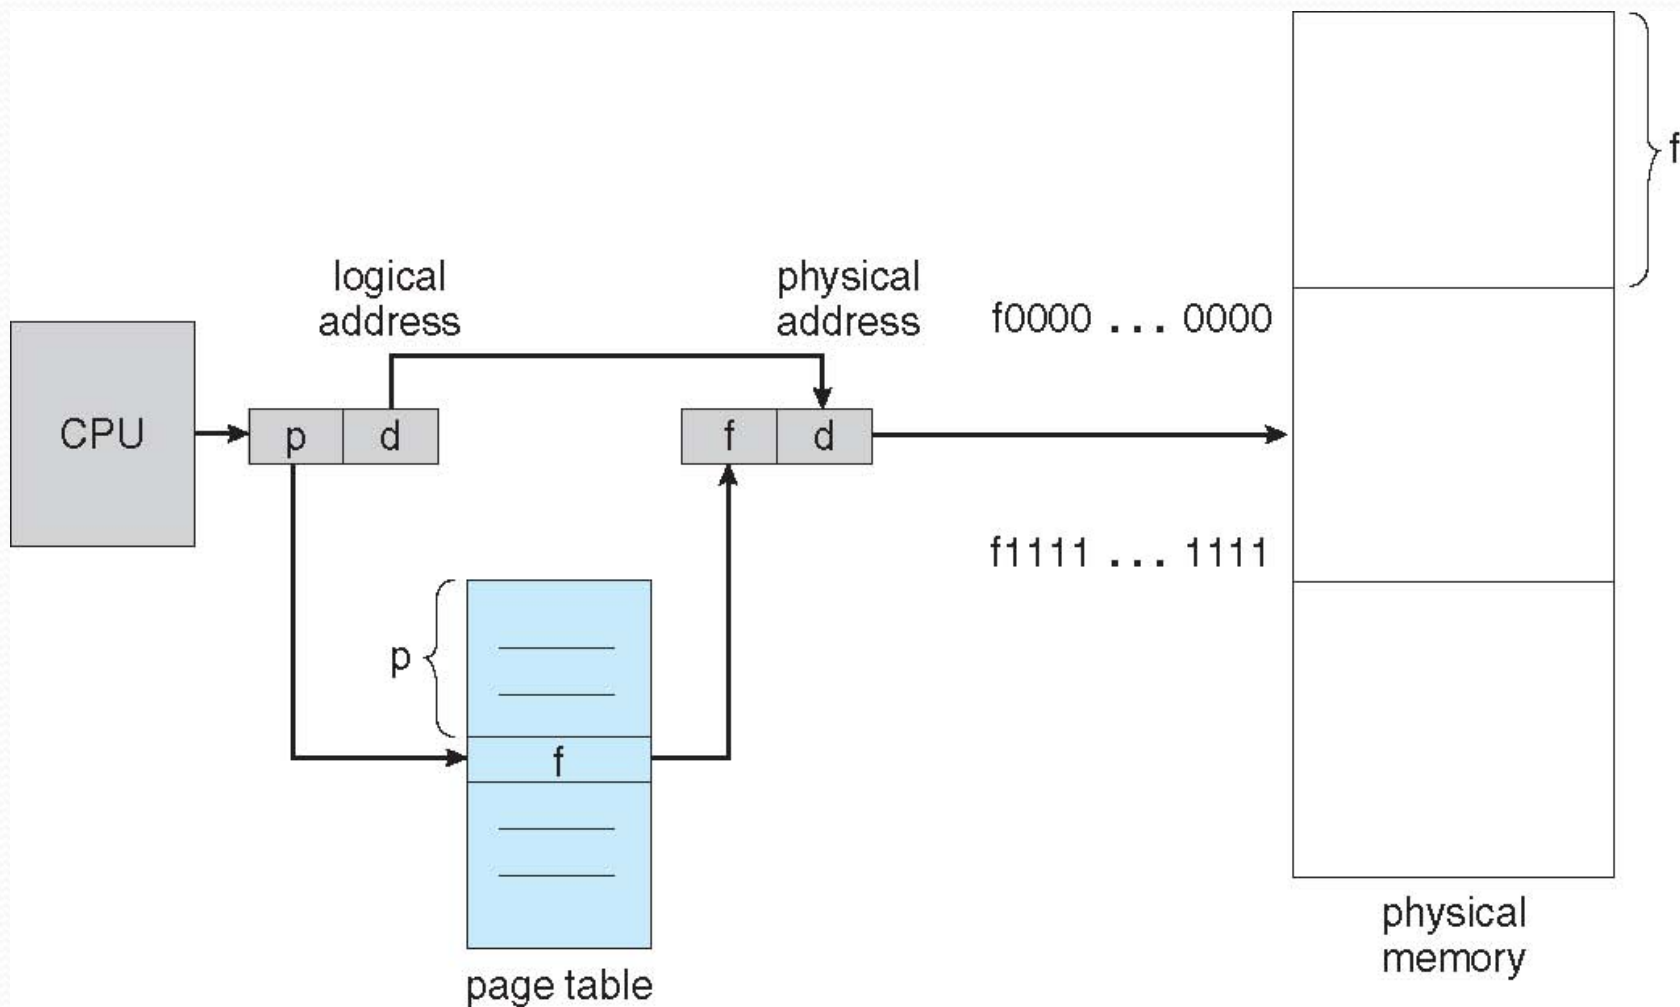 f
logical
address
physical
address
f0000 ... 0000
CPU
p
d
f
d
f1111 ... 1111
p
f
physical
memory
page table